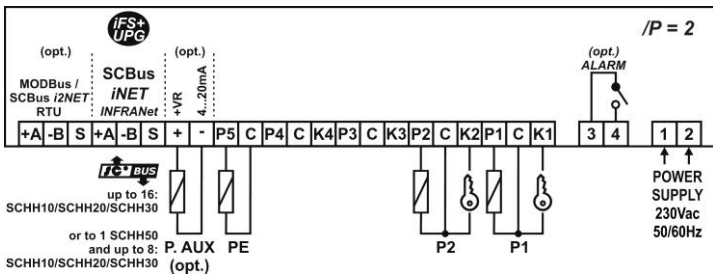 iFS+
UPG
/P = 2
(opt.)
(opt.)
(opt.)
ALARM
MODBus /
SCBus i2NET
RTU
SCBus
iNET
INFRANet
+VR
4...20mA
+A -B S +A -B S + - P5 C P4 C K4 P3 C K3 P2 C K2 P1 C K1 3 4 1 2
BUS
up to 16:
SCHH10/SCHH20/SCHH30
or to 1 SCHH50
and up to 8:
SCHH10/SCHH20/SCHH30
P. AUX
(opt.)
PE
P2
P1
POWER
SUPPLY
230Vac
50/60Hz